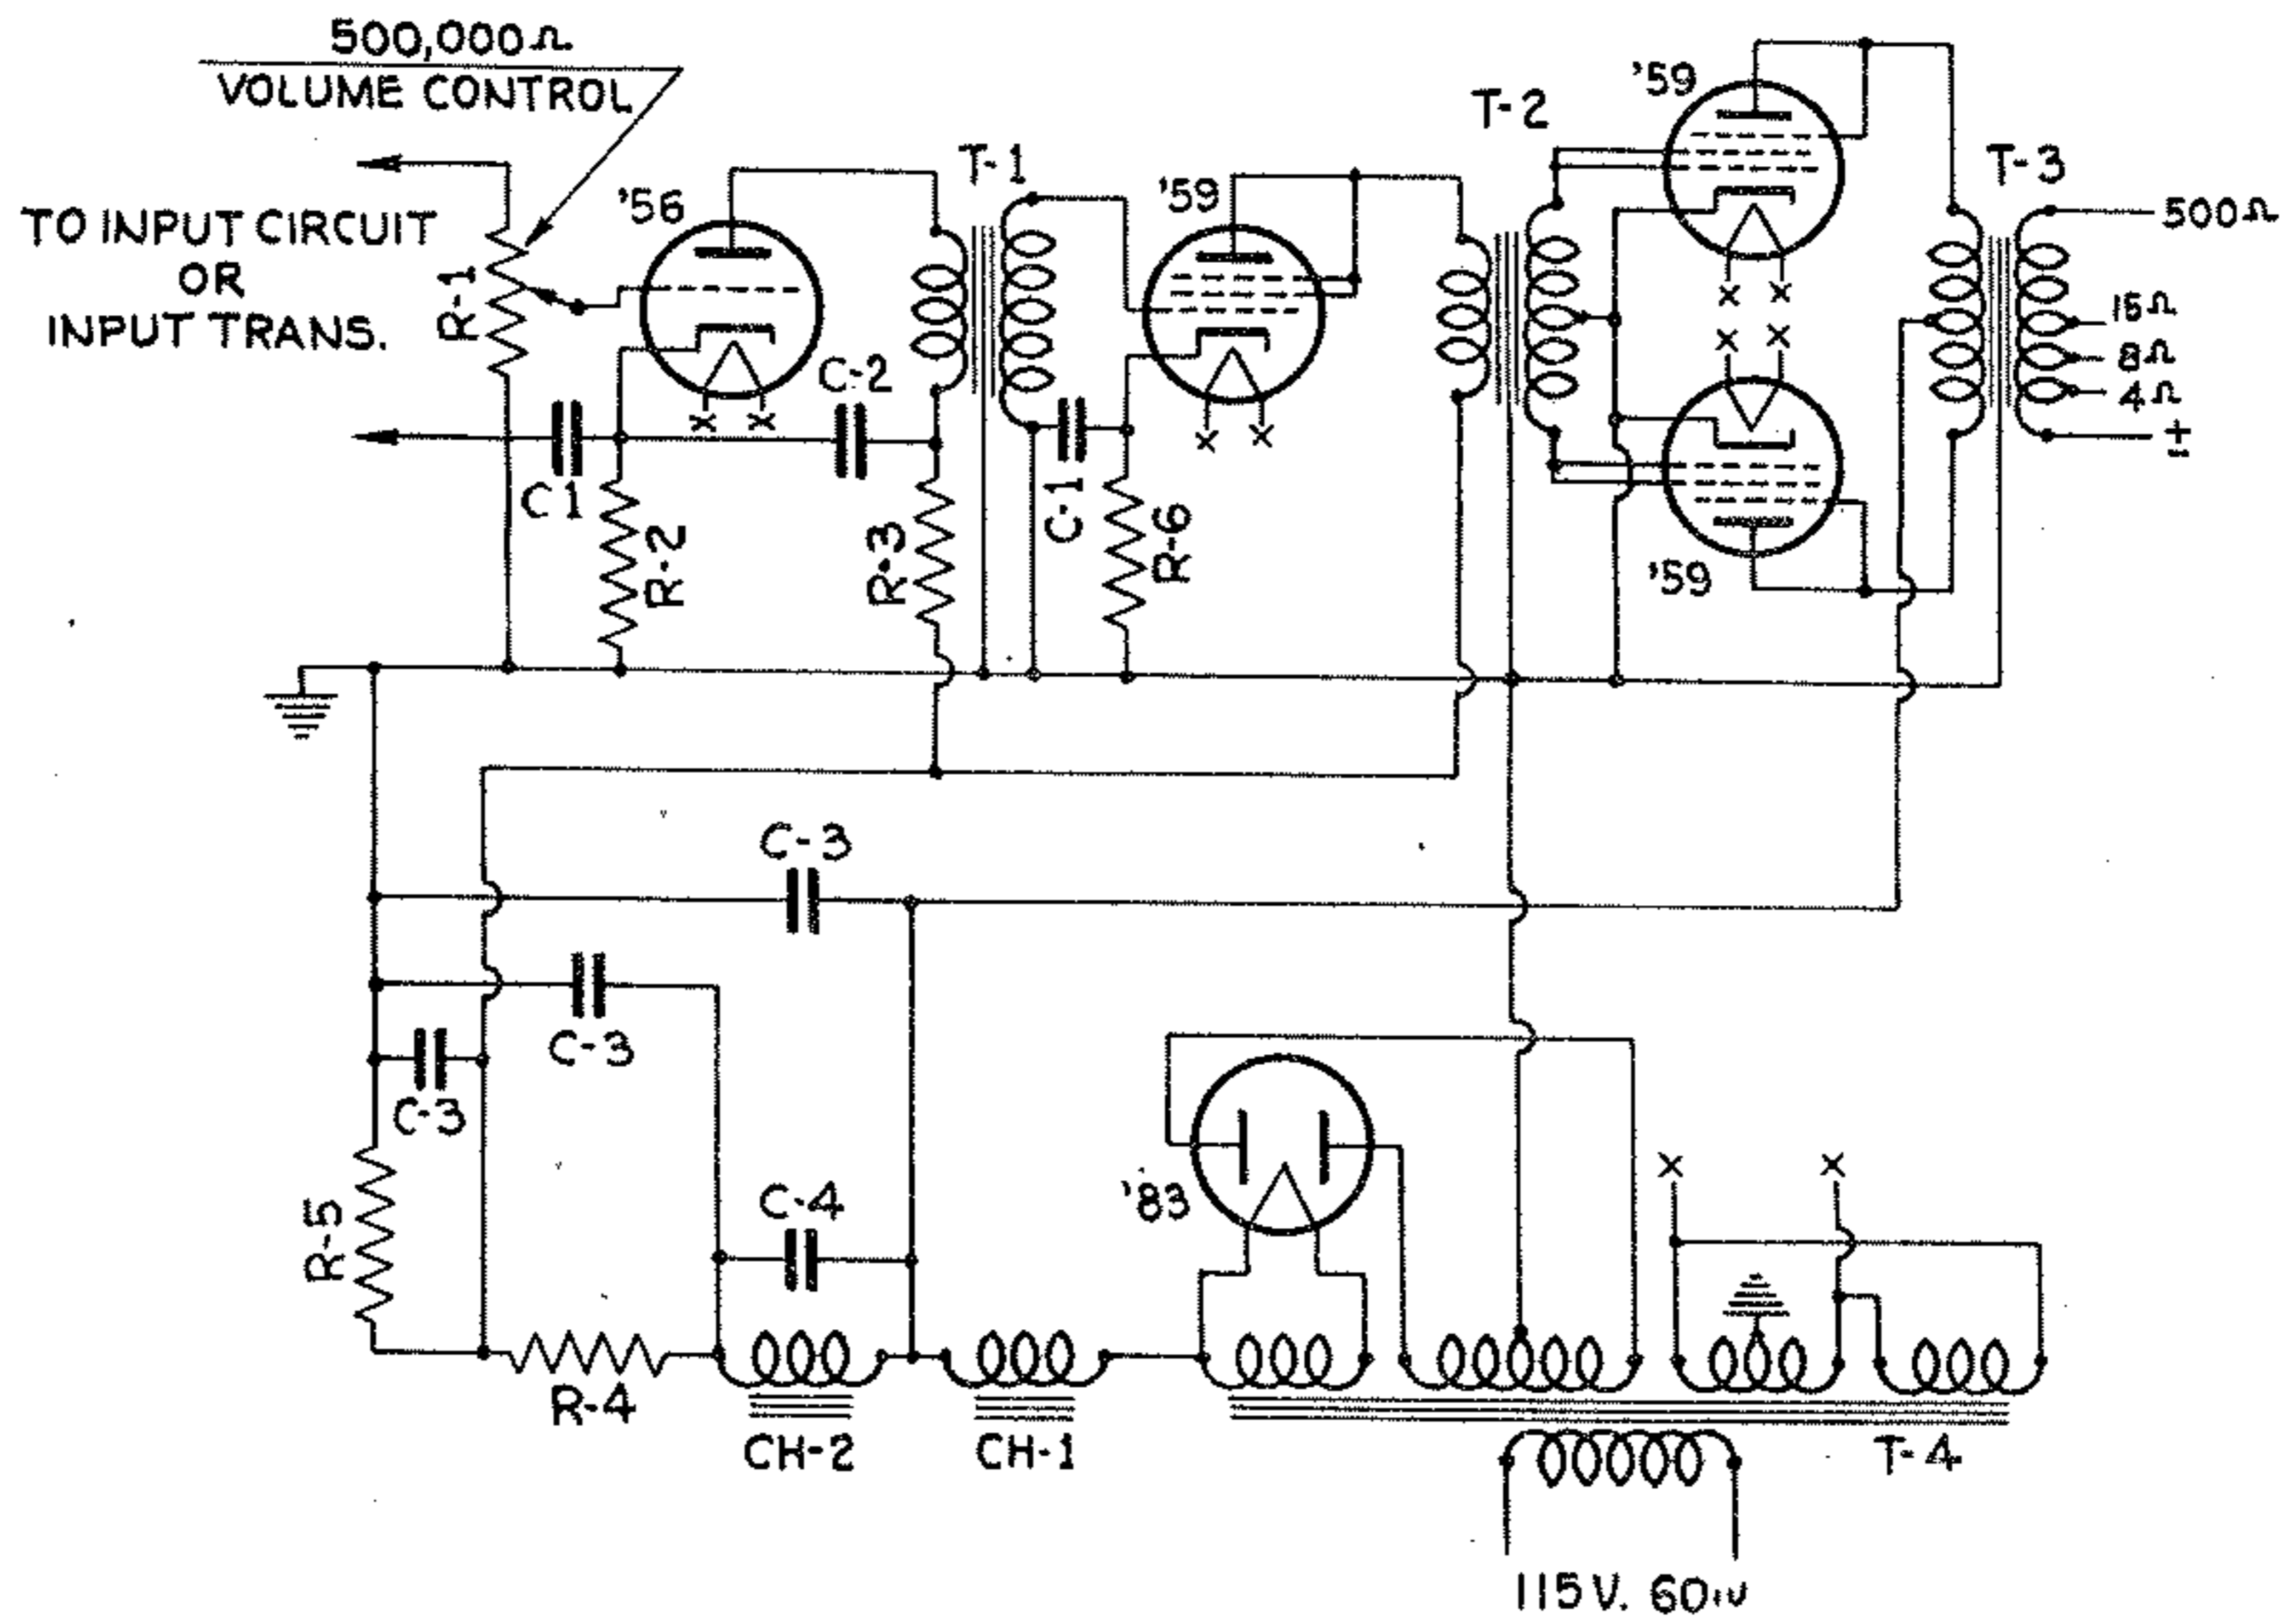 500,000Ω
VOLUME CONTROL
TO INPUT CIRCUIT
OR
INPUT TRANS.
R-1
'56
T-1
'59
T-2
'59
T-3
500Ω
15Ω
8Ω
4Ω
±
C1
C-2
R-2
R-3
C-1
R-6
'59
X X
X X
X X
X X
C-3
C-3
C-3
C-4
R-5
R-4
CH-2
CH-1
'83
X X
T-4
115V. 60~